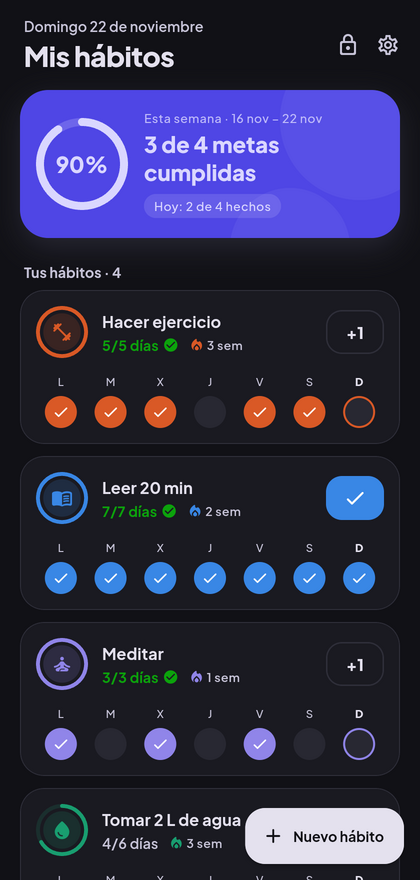 Domingo 22 de noviembre
Mis hábitos
Esta semana · 16 nov – 22 nov
90%
3 de 4 metas
cumplidas
Hoy: 2 de 4 hechos
Tus hábitos · 4
Hacer ejercicio
5/5 días
3 sem
+1
L M X J V S D
Leer 20 min
7/7 días
2 sem
L M X J V S D
Meditar
3/3 días
1 sem
+1
L M X J V S D
Tomar 2 L de agua
4/6 días
3 sem
+ Nuevo hábito